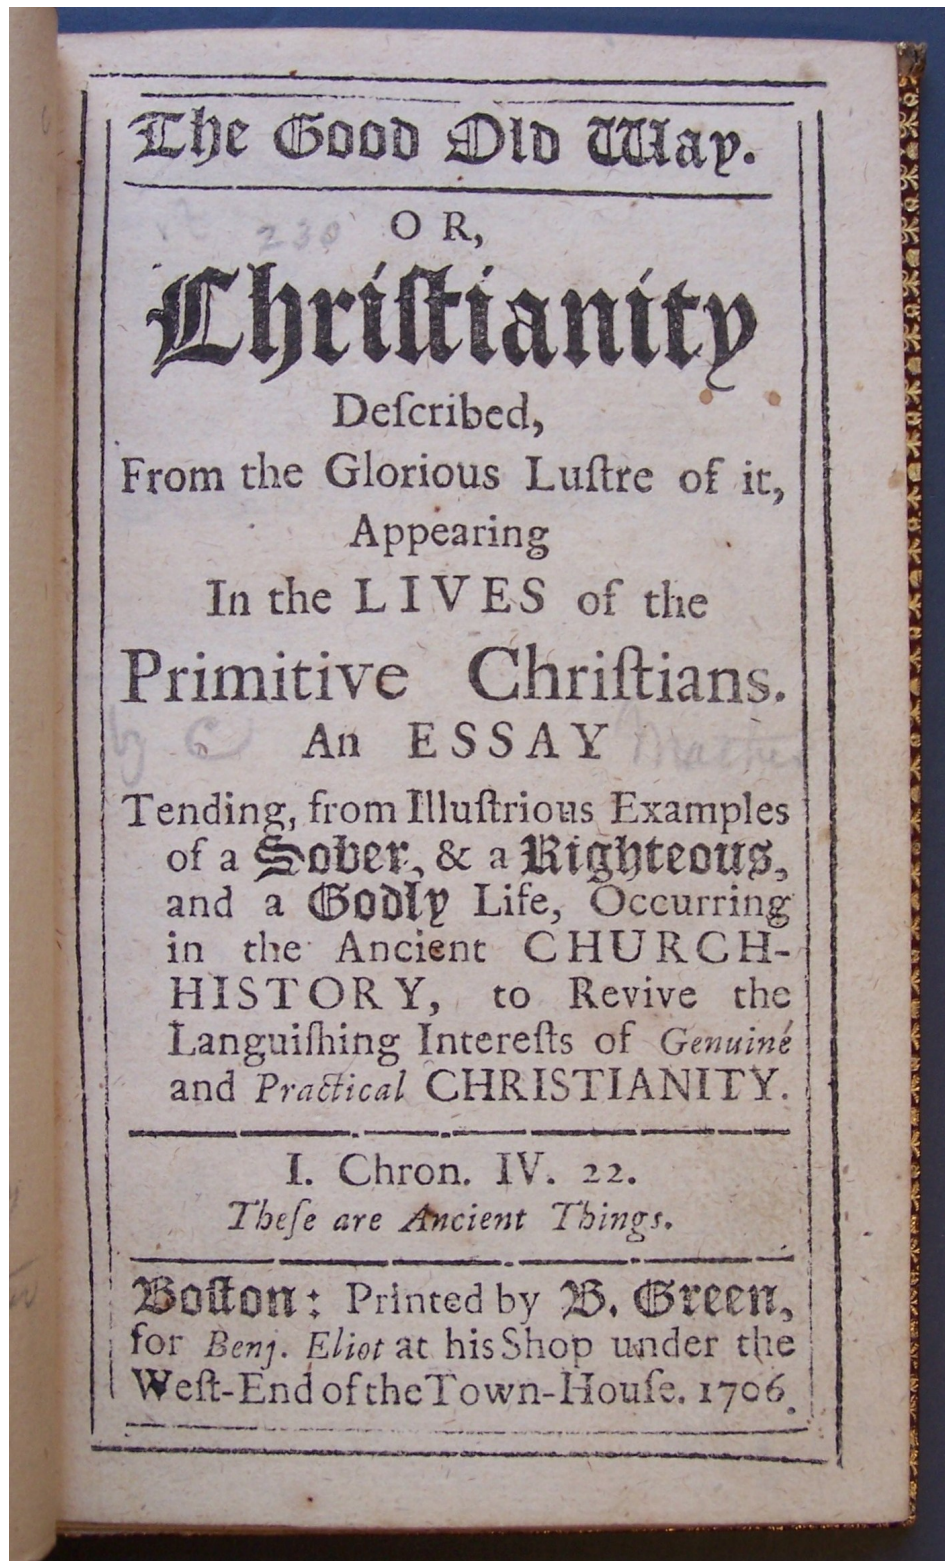 The Good Old Way.
OR,
230
Chriſtianity
Deſcribed,
From the Glorious Luſtre of it,
Appearing
In the LIVES of the
Primitive Chriſtians.
An ESSAY
by C Mather
Tending, from Illuſtrious Examples
of a Sober, & a Righteous,
and a Godly Life, Occurring
in the Ancient CHURCH-
HISTORY, to Revive the
Languiſhing Intereſts of Genuine
and Practical CHRISTIANITY.
I. Chron. IV. 22.
Theſe are Ancient Things.
Boſton: Printed by B. Green,
for Benj. Eliot at his Shop under the
Weſt-End of the Town-Houſe. 1706.